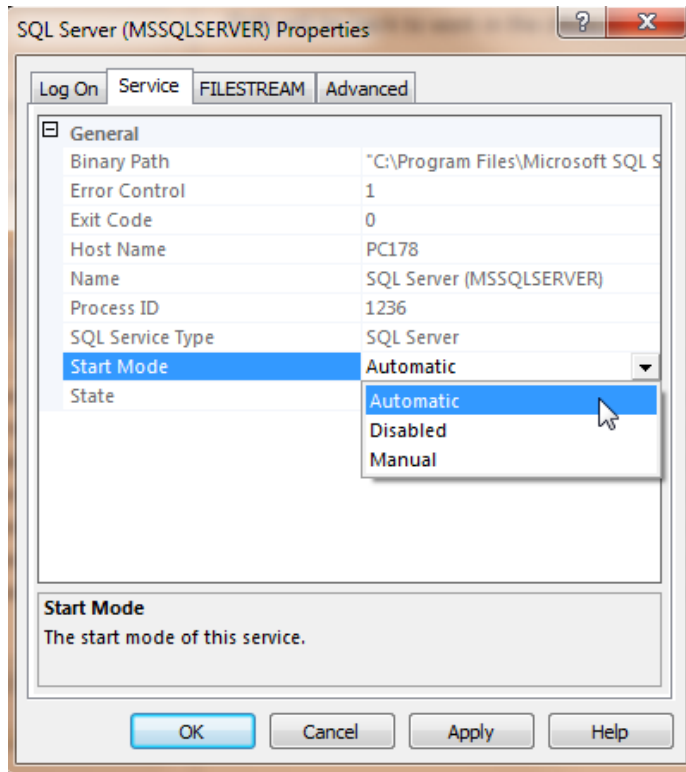 SQL Server (MSSQLSERVER) Properties
Log On Service FILESTREAM Advanced
General
Binary Path "C:\Program Files\Microsoft SQL S
Error Control 1
Exit Code 0
Host Name PC178
Name SQL Server (MSSQLSERVER)
Process ID 1236
SQL Service Type SQL Server
Start Mode Automatic
State Automatic
Disabled
Manual
Start Mode
The start mode of this service.
OK Cancel Apply Help